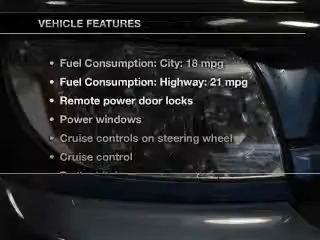 VEHICLE FEATURES
• Fuel Consumption: City: 18 mpg
• Fuel Consumption: Highway: 21 mpg
• Remote power door locks
• Power windows
• Cruise controls on steering wheel
• Cruise control